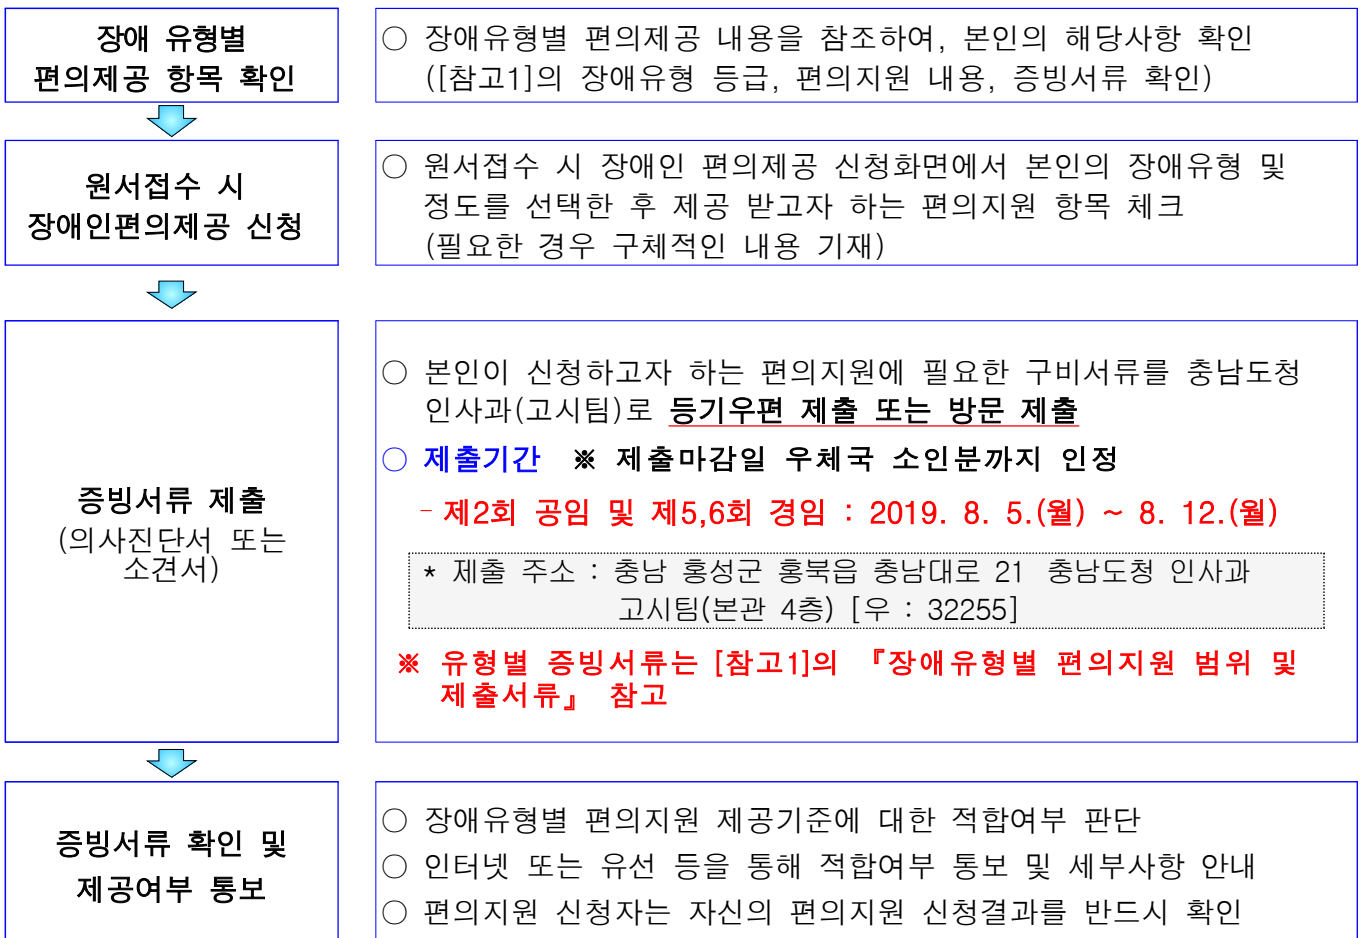 장애 유형별
편의제공 항목 확인
○ 장애유형별 편의제공 내용을 참조하여, 본인의 해당사항 확인
([참고1]의 장애유형 등급, 편의지원 내용, 증빙서류 확인)
원서접수 시
장애인편의제공 신청
○ 원서접수 시 장애인 편의제공 신청화면에서 본인의 장애유형 및
정도를 선택한 후 제공 받고자 하는 편의지원 항목 체크
(필요한 경우 구체적인 내용 기재)
증빙서류 제출
(의사진단서 또는
소견서)
○ 본인이 신청하고자 하는 편의지원에 필요한 구비서류를 충남도청
인사과(고시팀)로 등기우편 제출 또는 방문 제출
○ 제출기간 ※ 제출마감일 우체국 소인분까지 인정
- 제2회 공임 및 제5,6회 경임 : 2019. 8. 5.(월) ~ 8. 12.(월)
* 제출 주소 : 충남 홍성군 홍북읍 충남대로 21 충남도청 인사과
고시팀(본관 4층) [우 : 32255]
※ 유형별 증빙서류는 [참고1]의 『장애유형별 편의지원 범위 및
제출서류』 참고
증빙서류 확인 및
제공여부 통보
○ 장애유형별 편의지원 제공기준에 대한 적합여부 판단
○ 인터넷 또는 유선 등을 통해 적합여부 통보 및 세부사항 안내
○ 편의지원 신청자는 자신의 편의지원 신청결과를 반드시 확인